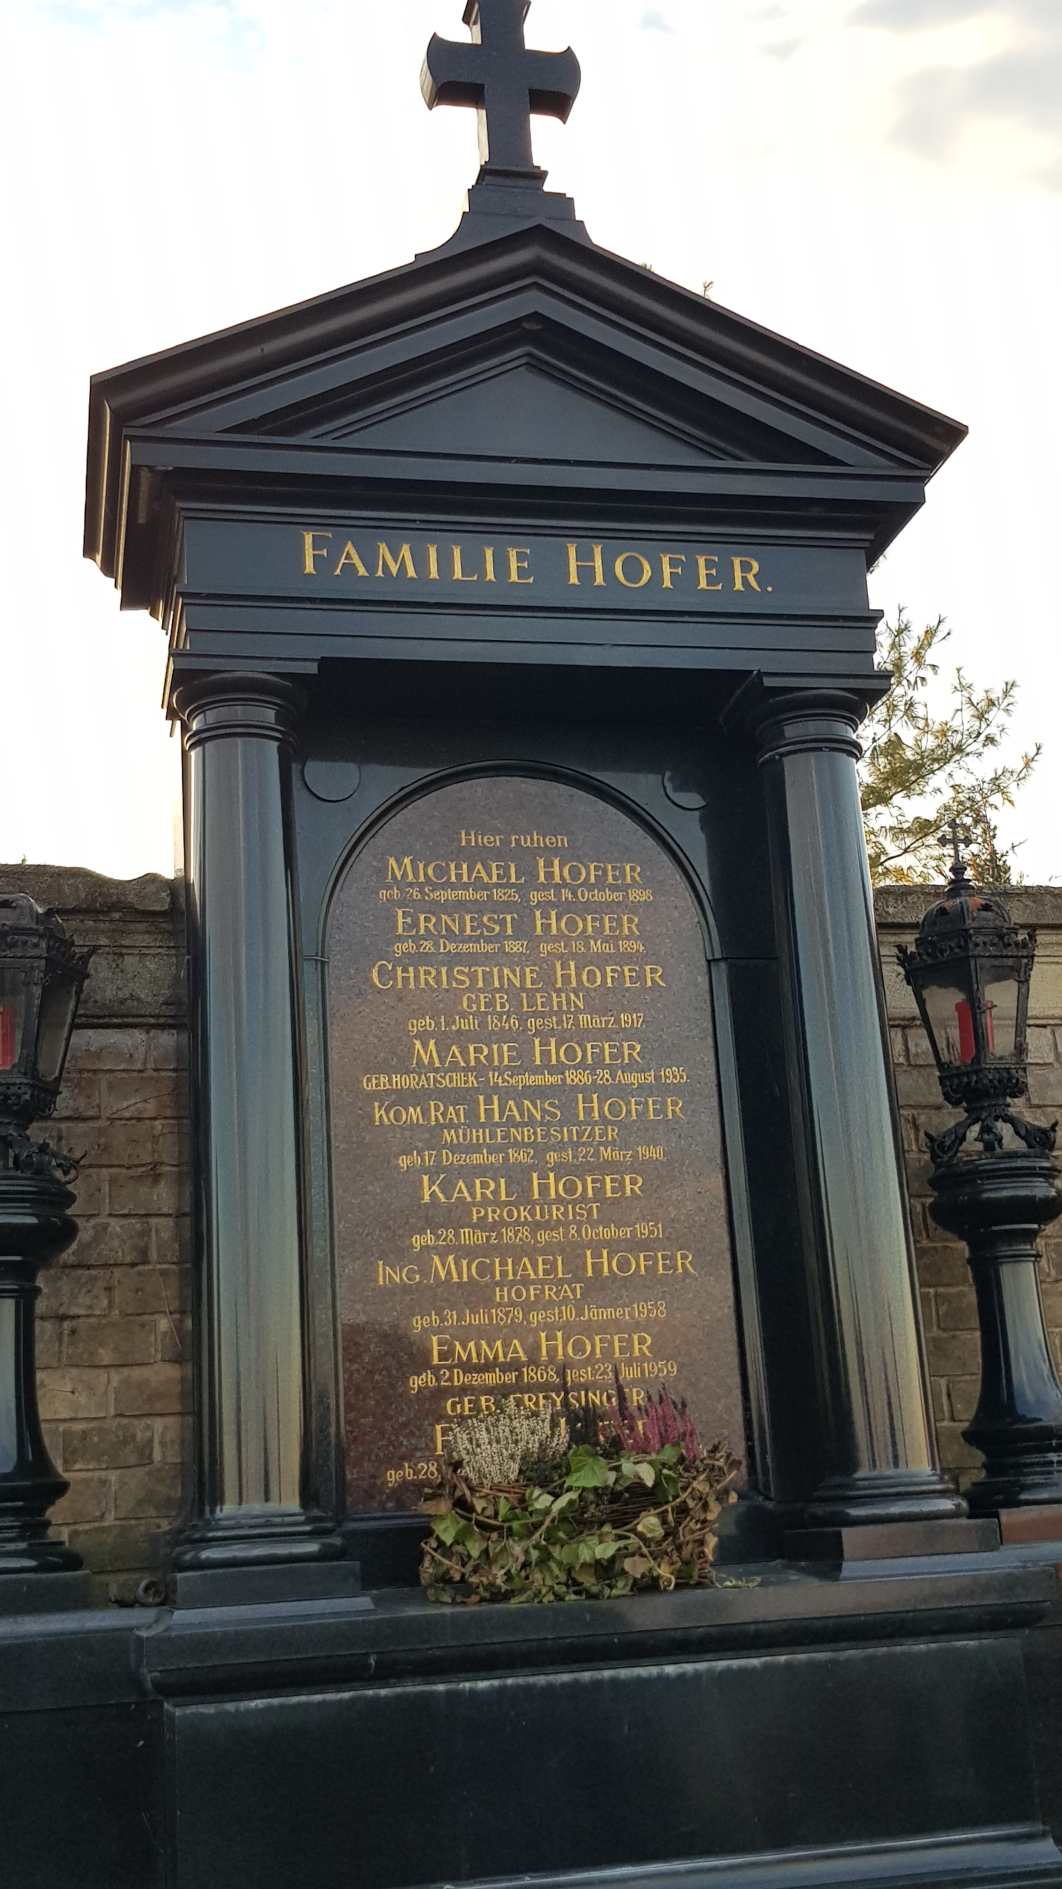 FAMILIE HOFER.
Hier ruhen
MICHAEL HOFER
geb. 26. September 1825, gest. 14. October 1898
ERNEST HOFER
geb. 28. Dezember 1887, gest. 18. Mai 1894.
CHRISTINE HOFER
GEB. LEHN
geb. 1. Juli 1846, gest. 17. März 1917.
MARIE HOFER
GEB. HORATSCHEK - 14. September 1886 - 28. August 1935.
KOM. RAT HANS HOFER
MÜHLENBESITZER
geb. 17. Dezember 1862, gest. 22. März 1940.
KARL HOFER
PROKURIST
geb. 28. März 1878, gest. 8. October 1951
ING. MICHAEL HOFER
HOFRAT
geb. 31. Juli 1879, gest. 10. Jänner 1958
EMMA HOFER
geb. 2. Dezember 1868, gest. 23. Juli 1959
GEB. FREYSINGER
geb. 28.